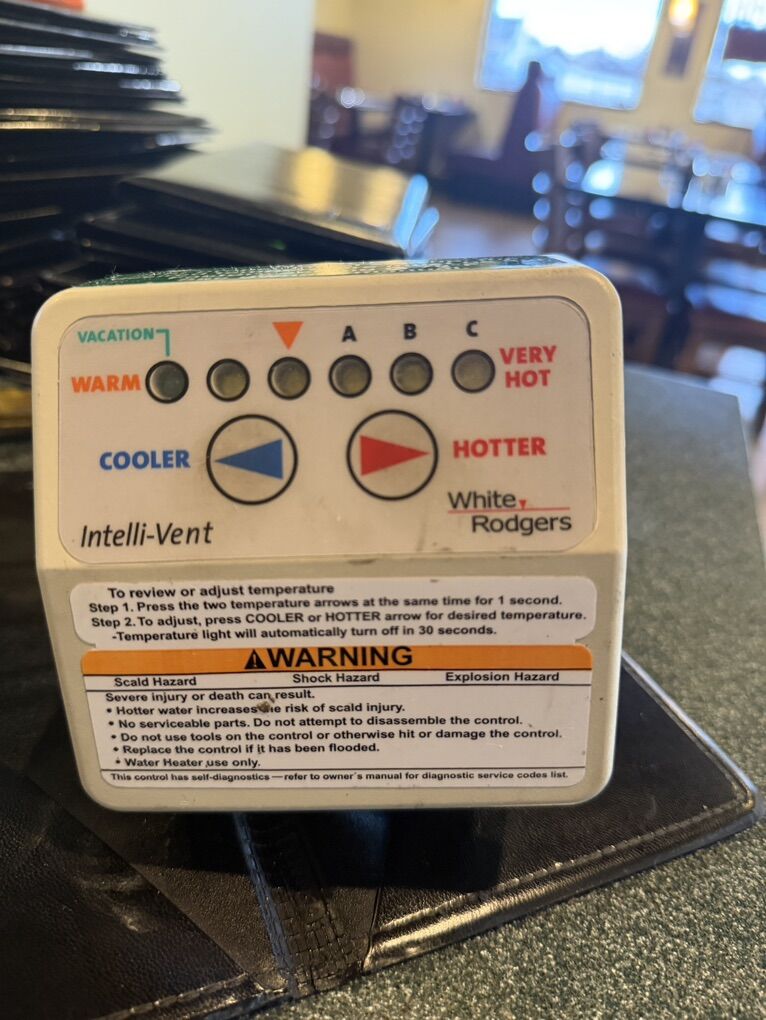 VACATION
A B C
WARM
VERY
HOT
COOLER
HOTTER
White
Rodgers
Intelli-Vent
To review or adjust temperature
Step 1. Press the two temperature arrows at the same time for 1 second.
Step 2. To adjust, press COOLER or HOTTER arrow for desired temperature.
-Temperature light will automatically turn off in 30 seconds.
WARNING
Scald Hazard Shock Hazard Explosion Hazard
Severe injury or death can result.
• Hotter water increases the risk of scald injury.
• No serviceable parts. Do not attempt to disassemble the control.
• Do not use tools on the control or otherwise hit or damage the control.
• Replace the control if it has been flooded.
• Water Heater use only.
This control has self-diagnostics — refer to owner's manual for diagnostic service codes list.